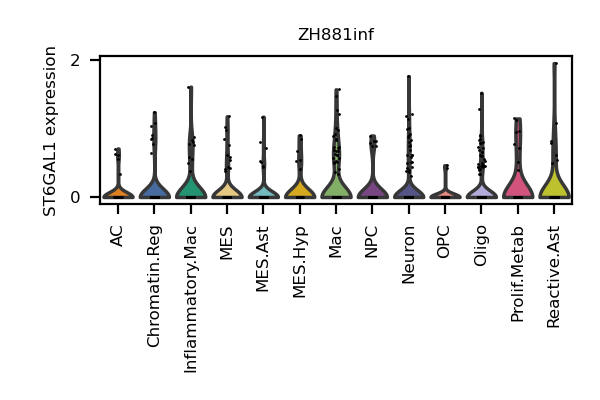 ZH881inf
ST6GAL1 expression
2
0
AC
Chromatin.Reg
Inflammatory.Mac
MES
MES.Ast
MES.Hyp
Mac
NPC
Neuron
OPC
Oligo
Prolif.Metab
Reactive.Ast